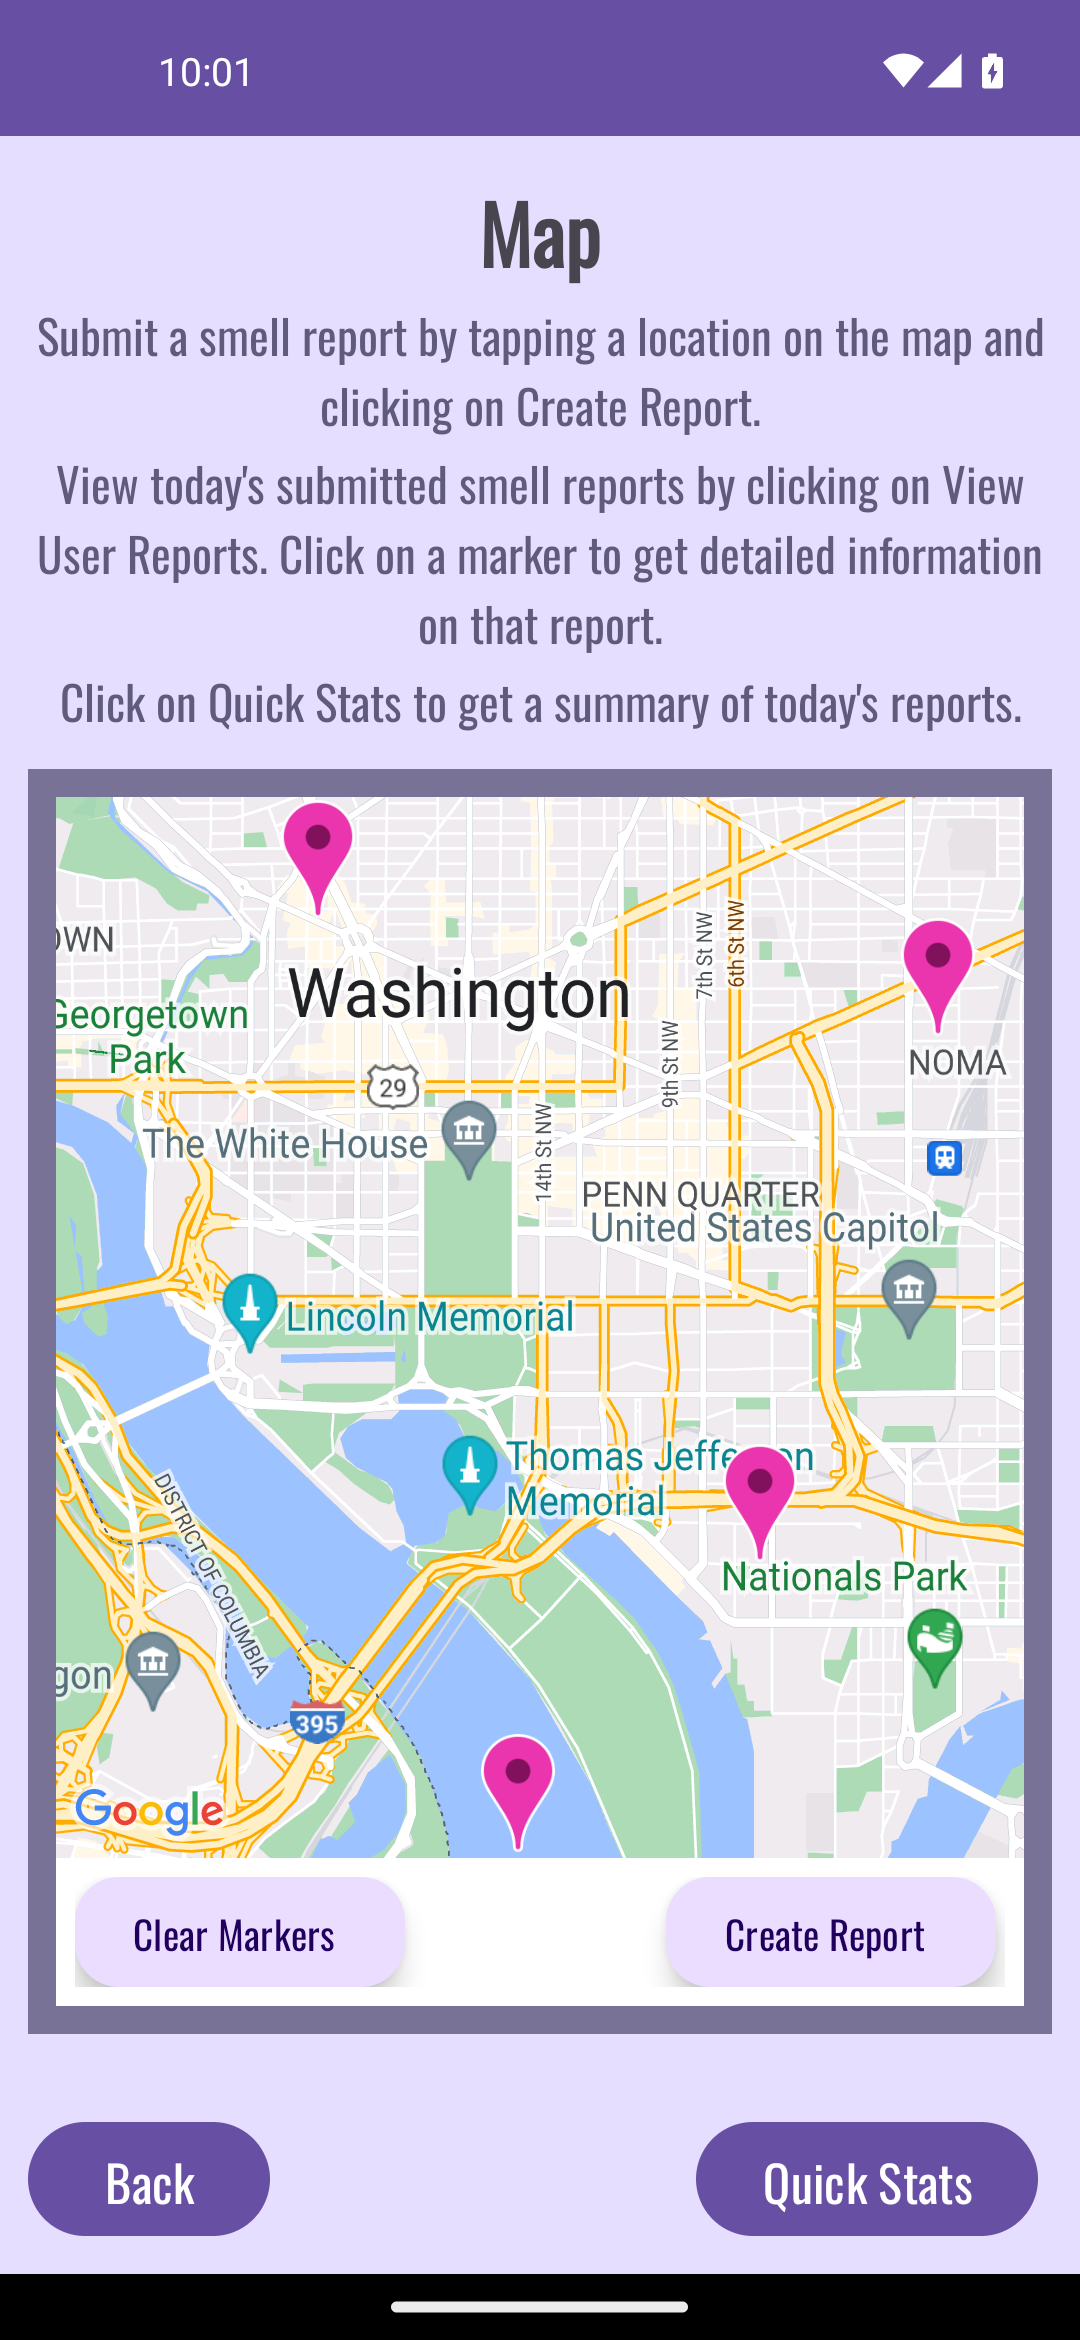 10:01
Map
Submit a smell report by tapping a location on the map and
clicking on Create Report.
View today's submitted smell reports by clicking on View
User Reports. Click on a marker to get detailed information
on that report.
Click on Quick Stats to get a summary of today's reports.
OWN
Washington
7th St NW
6th St NW
Georgetown
Park
9th St NW
NOMA
29
The White House
14th St NW
PENN QUARTER
United States Capitol
Lincoln Memorial
Thomas Jeffe on
Memorial
DISTRICT OF COLUMBIA
Nationals Park
gon
395
Google
Clear Markers
Create Report
Back
Quick Stats